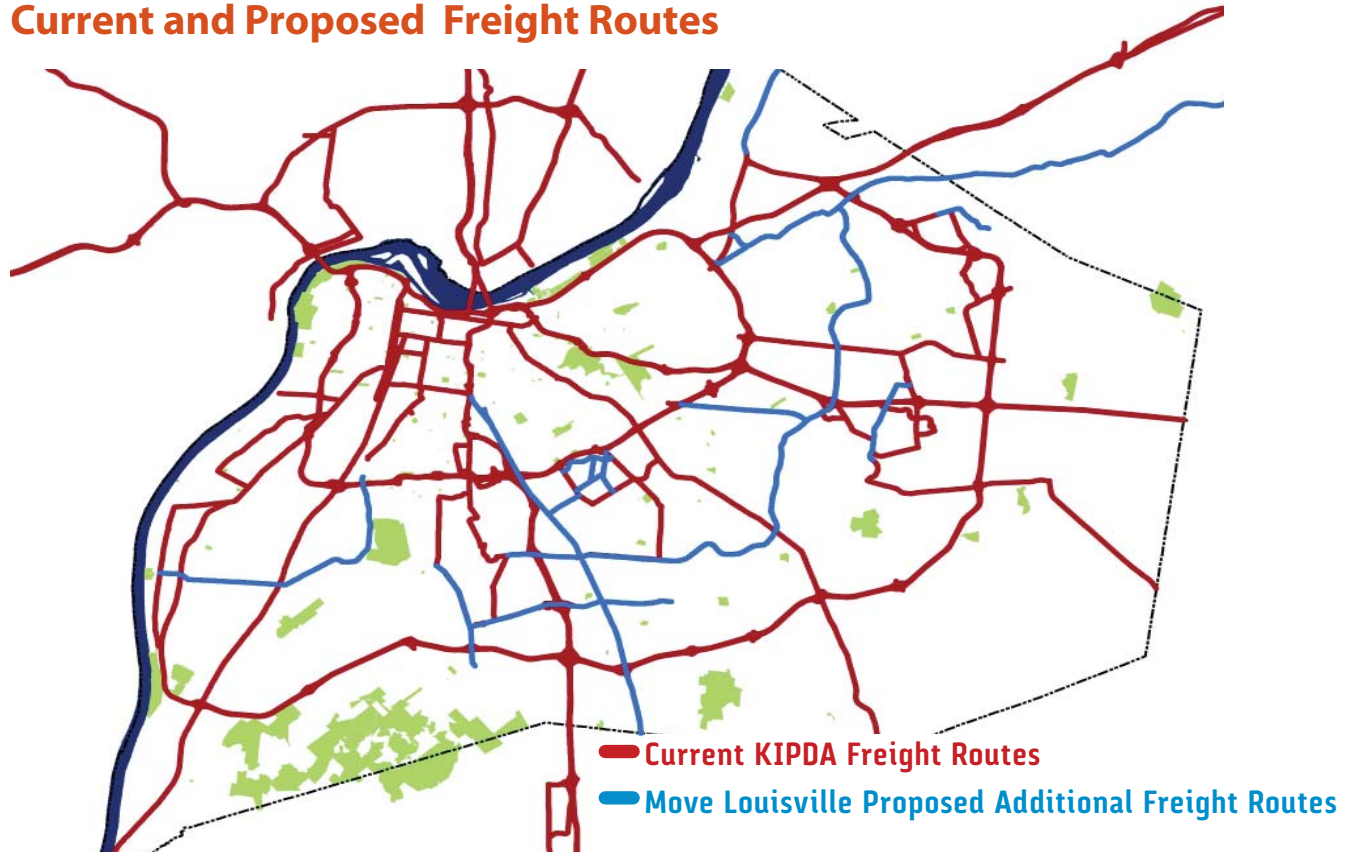 Current and Proposed Freight Routes
Current KIPDA Freight Routes
Move Louisville Proposed Additional Freight Routes